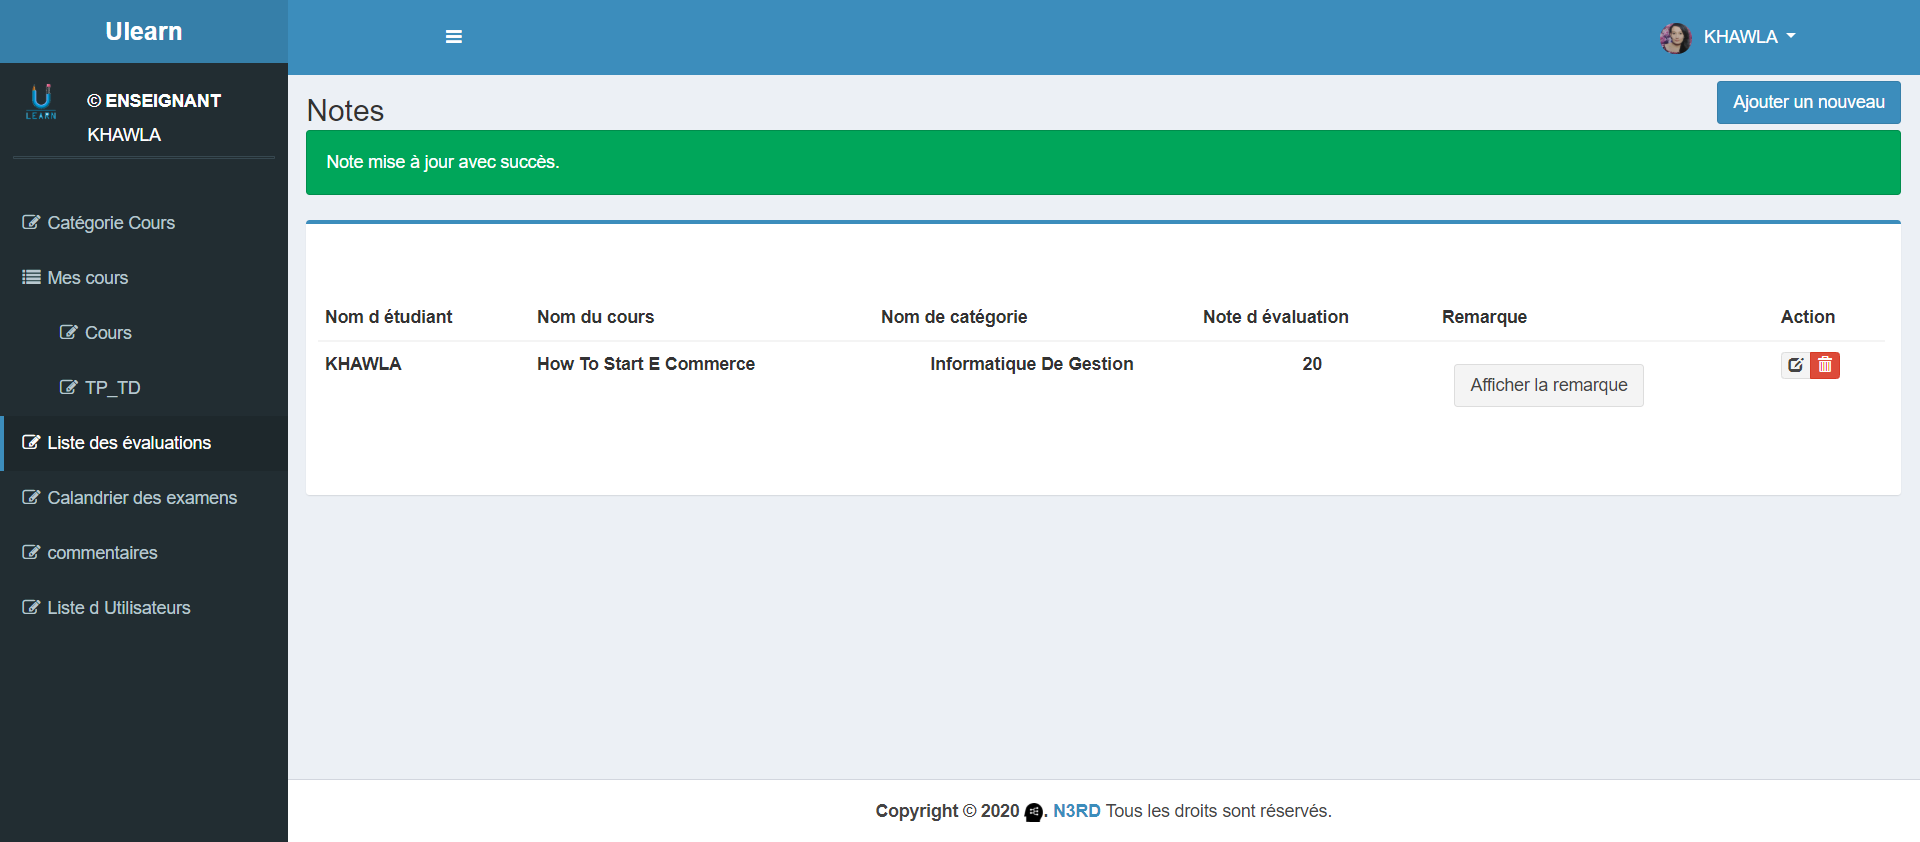 Ulearn
KHAWLA
LEARN
© ENSEIGNANT
KHAWLA
Catégorie Cours
Mes cours
Cours
TP_TD
Liste des évaluations
Calandrier des examens
commentaires
Liste d Utilisateurs
Notes
Ajouter un nouveau
Note mise à jour avec succès.
Nom d étudiant Nom du cours Nom de catégorie Note d évaluation Remarque Action
KHAWLA How To Start E Commerce Informatique De Gestion 20 Afficher la remarque
Copyright © 2020 . N3RD Tous les droits sont réservés.